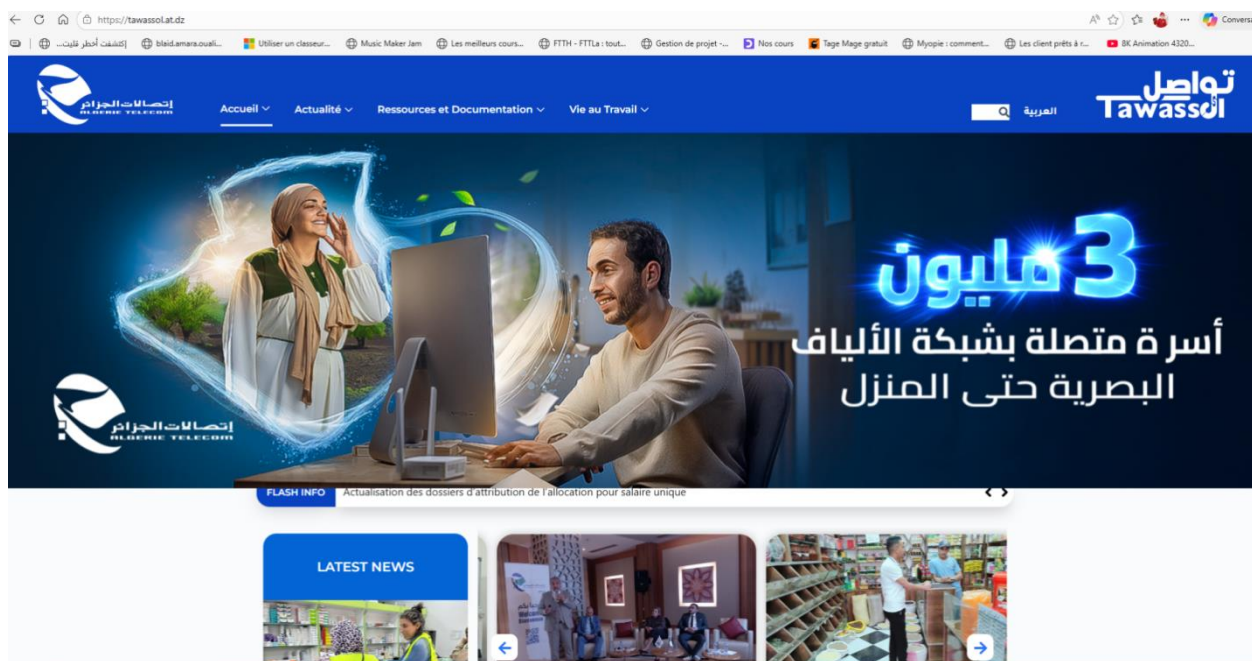 https://tawassol.at.dz
Conversa
إكتشفت أخطر فليت... blaid.amara.ouali... Utiliser un classeur... Music Maker Jam Les meilleurs cours... FTTH - FTTLa : tout... Gestion de projet -... Nos cours Tage Mage gratuit Myopie : comment... Les client prêts à r... 8K Animation 4320...
إتصالات الجزائر
ALGERIE TELECOM
Accueil Actualité Ressources et Documentation Vie au Travail
العربية
تواصل
Tawassol
3 مليون
أسرة متصلة بشبكة الألياف
البصرية حتى المنزل
إتصالات الجزائر
ALGERIE TELECOM
FLASH INFO Actualisation des dossiers d'attribution de l'allocation pour salaire unique
LATEST NEWS